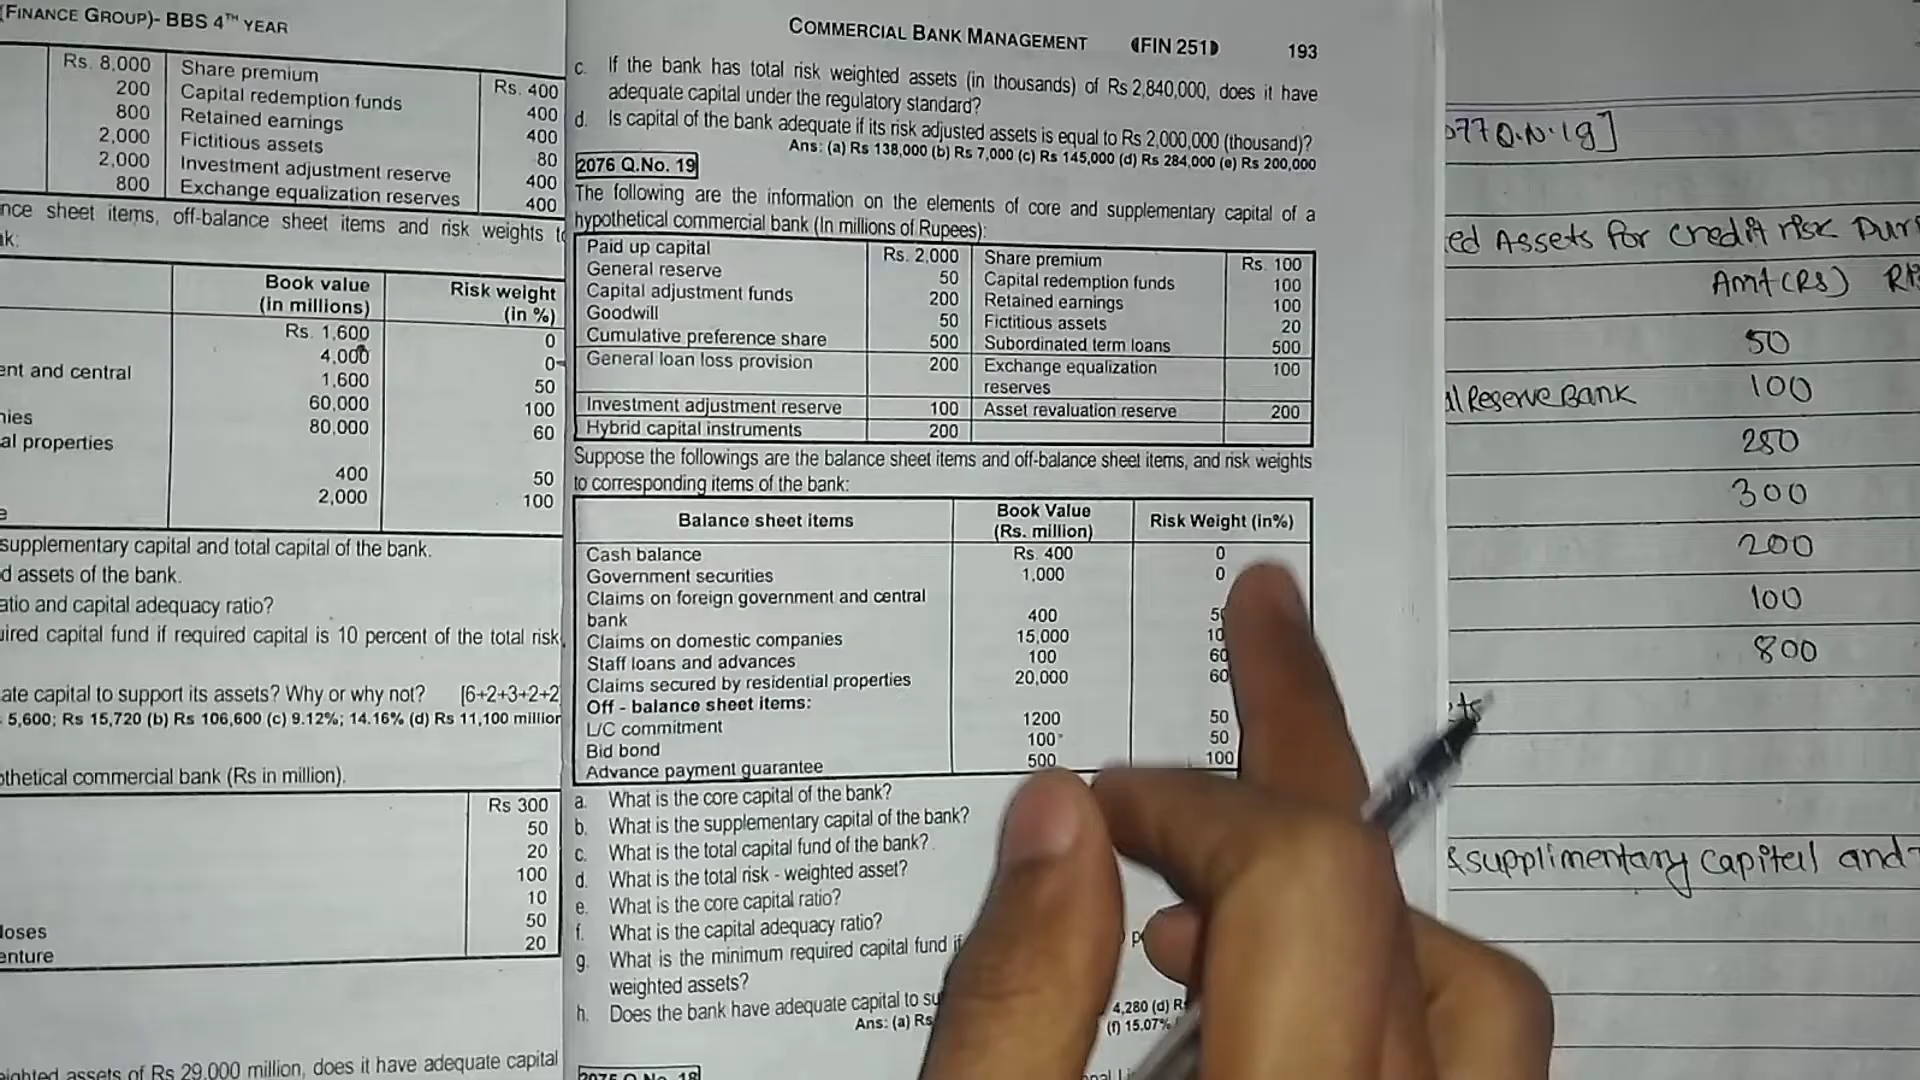 (FINANCE GROUP)- BBS 4TH YEAR
Rs. 8,000 Share premium Rs. 400
200 Capital redemption funds 400
800 Retained earnings 400
2,000 Fictitious assets 80
2,000 Investment adjustment reserve 400
800 Exchange equalization reserves 400
nce sheet items, off-balance sheet items and risk weights
Book value (in millions) Risk weight (in %)
Rs. 1,600 0
4,000 0
ent and central 1,600 50
60,000 100
80,000 60
al properties
400 50
2,000 100
supplementary capital and total capital of the bank.
d assets of the bank.
atio and capital adequacy ratio?
uired capital fund if required capital is 10 percent of the total risk
ate capital to support its assets? Why or why not? [6+2+3+2+2
5,600; Rs 15,720 (b) Rs 106,600 (c) 9.12%; 14.16% (d) Rs 11,100 million
othetical commercial bank (Rs in million).
Rs 300
50
20
100
10
loses 50
enture 20
eighted assets of Rs 29,000 million, does it have adequate capital
COMMERCIAL BANK MANAGEMENT (FIN 251) 193
c. If the bank has total risk weighted assets (in thousands) of Rs 2,840,000, does it have
adequate capital under the regulatory standard?
d. Is capital of the bank adequate if its risk adjusted assets is equal to Rs 2,000,000 (thousand)?
Ans: (a) Rs 138,000 (b) Rs 7,000 (c) Rs 145,000 (d) Rs 284,000 (e) Rs 200,000
2076 Q.No. 19
The following are the information on the elements of core and supplementary capital of a
hypothetical commercial bank (In millions of Rupees):
Paid up capital Rs. 2,000 Share premium Rs. 100
General reserve 50 Capital redemption funds 100
Capital adjustment funds 200 Retained earnings 100
Goodwill 50 Fictitious assets 20
Cumulative preference share 500 Subordinated term loans 500
General loan loss provision 200 Exchange equalization reserves 100
Investment adjustment reserve 100 Asset revaluation reserve 200
Hybrid capital instruments 200
Suppose the followings are the balance sheet items and off-balance sheet items, and risk weights
to corresponding items of the bank:
Balance sheet items Book Value (Rs. million) Risk Weight (in%)
Cash balance Rs. 400 0
Government securities 1,000 0
Claims on foreign government and central
bank 400
Claims on domestic companies 15,000
Staff loans and advances 100 60
Claims secured by residential properties 20,000 60
Off - balance sheet items:
L/C commitment 1200 50
Bid bond 100 50
Advance payment guarantee 500 100
a. What is the core capital of the bank?
b. What is the supplementary capital of the bank?
c. What is the total capital fund of the bank?
d. What is the total risk - weighted asset?
e. What is the core capital ratio?
f. What is the capital adequacy ratio?
g. What is the minimum required capital fund
weighted assets?
h. Does the bank have adequate capital to
Ans: (a) Rs 4,280 (d)
(f) 15.07%
077 Q.N.19]
ed Assets for credit risk
Amt (Rs)
50
al Reserve Bank 100
280
300
200
100
800
&supplimentary capital and